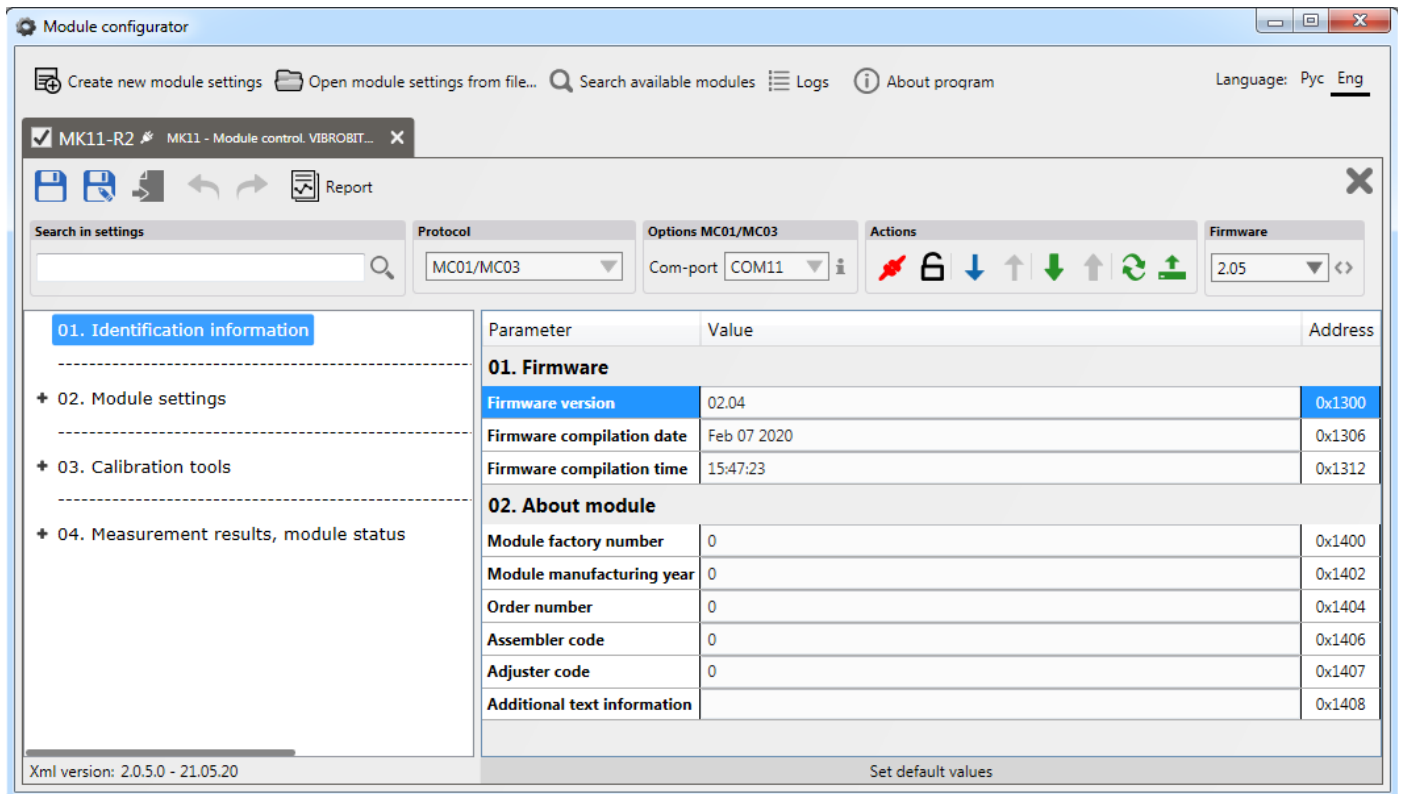 Module configurator
Create new module settings Open module settings from file... Search available modules Logs About program Language: Рус Eng
MK11-R2 MK11 - Module control. VIBROBIT...
Report
Search in settings Protocol Options MC01/MC03 Actions Firmware
MC01/MC03 Com-port COM11 2.05
01. Identification information
02. Module settings
03. Calibration tools
04. Measurement results, module status
Parameter Value Address
01. Firmware
Firmware version 02.04 0x1300
Firmware compilation date Feb 07 2020 0x1306
Firmware compilation time 15:47:23 0x1312
02. About module
Module factory number 0 0x1400
Module manufacturing year 0 0x1402
Order number 0 0x1404
Assembler code 0 0x1406
Adjuster code 0 0x1407
Additional text information 0x1408
Xml version: 2.0.5.0 - 21.05.20 Set default values